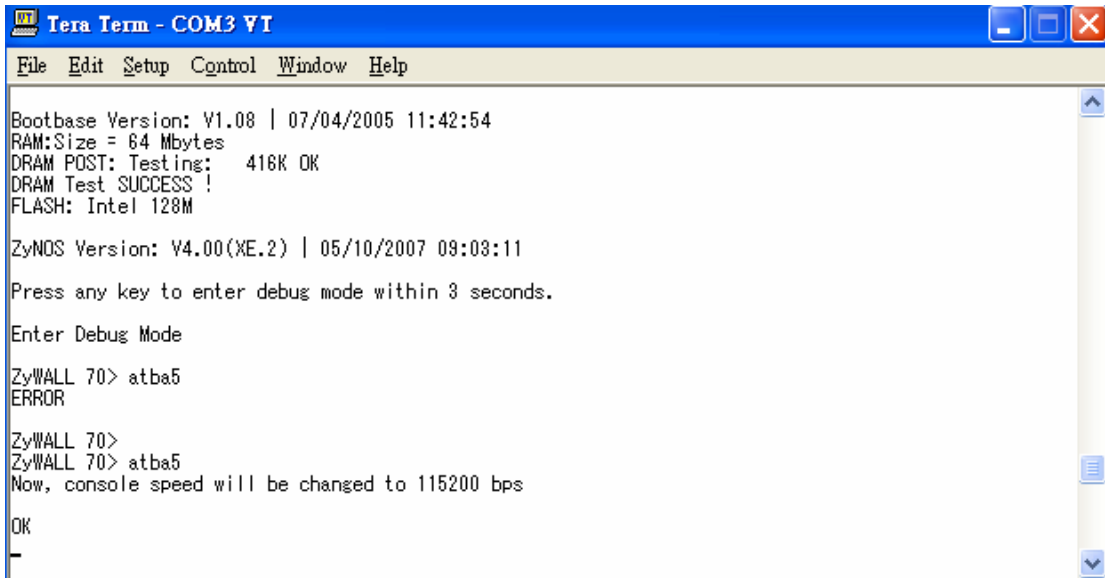 Tera Term - COM3 VT
File Edit Setup Control Window Help
Bootbase Version: V1.08 | 07/04/2005 11:42:54
RAM:Size = 64 Mbytes
DRAM POST: Testing:   416K OK
DRAM Test SUCCESS !
FLASH: Intel 128M
ZyNOS Version: V4.00(XE.2) | 05/10/2007 09:03:11
Press any key to enter debug mode within 3 seconds.
Enter Debug Mode
ZyWALL 70> atba5
ERROR
ZyWALL 70>
ZyWALL 70> atba5
Now, console speed will be changed to 115200 bps
OK